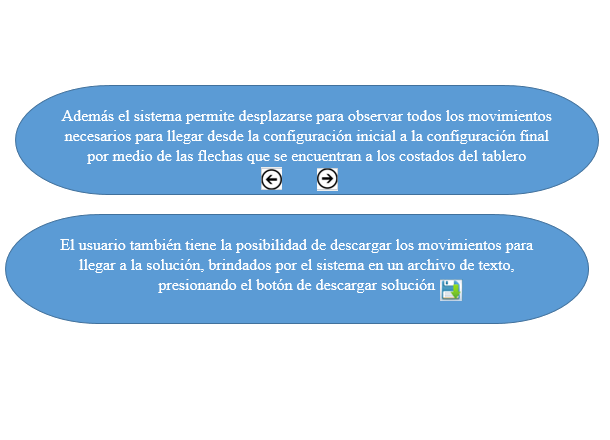 Además el sistema permite desplazarse para observar todos los movimientos
necesarios para llegar desde la configuración inicial a la configuración final
por medio de las flechas que se encuentran a los costados del tablero
El usuario también tiene la posibilidad de descargar los movimientos para
llegar a la solución, brindados por el sistema en un archivo de texto,
presionando el botón de descargar solución